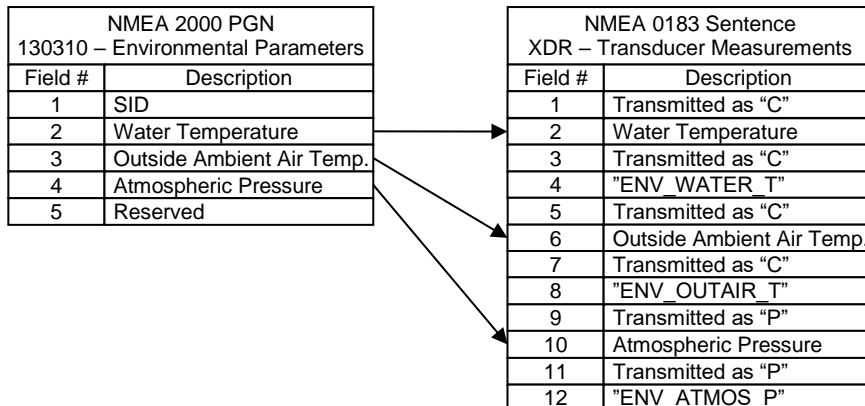 NMEA 2000 PGN
130310 – Environmental Parameters
Field # Description
1 SID
2 Water Temperature
3 Outside Ambient Air Temp.
4 Atmospheric Pressure
5 Reserved
NMEA 0183 Sentence
XDR – Transducer Measurements
Field # Description
1 Transmitted as “C”
2 Water Temperature
3 Transmitted as “C”
4 ”ENV_WATER_T”
5 Transmitted as “C”
6 Outside Ambient Air Temp.
7 Transmitted as “C”
8 ”ENV_OUTAIR_T”
9 Transmitted as “P”
10 Atmospheric Pressure
11 Transmitted as “P”
12 ”ENV_ATMOS_P”